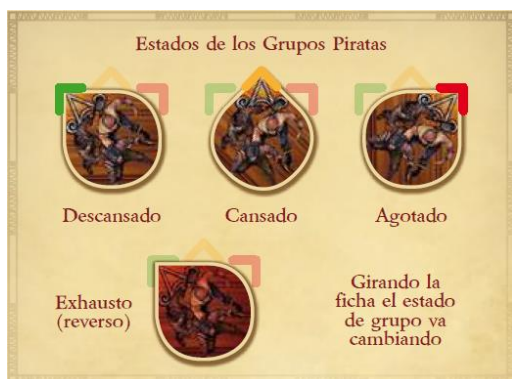 Estados de los Grupos Piratas
Descansado
Cansado
Agotado
Exhausto
(reverso)
Girando la
ficha el estado
de grupo va
cambiando